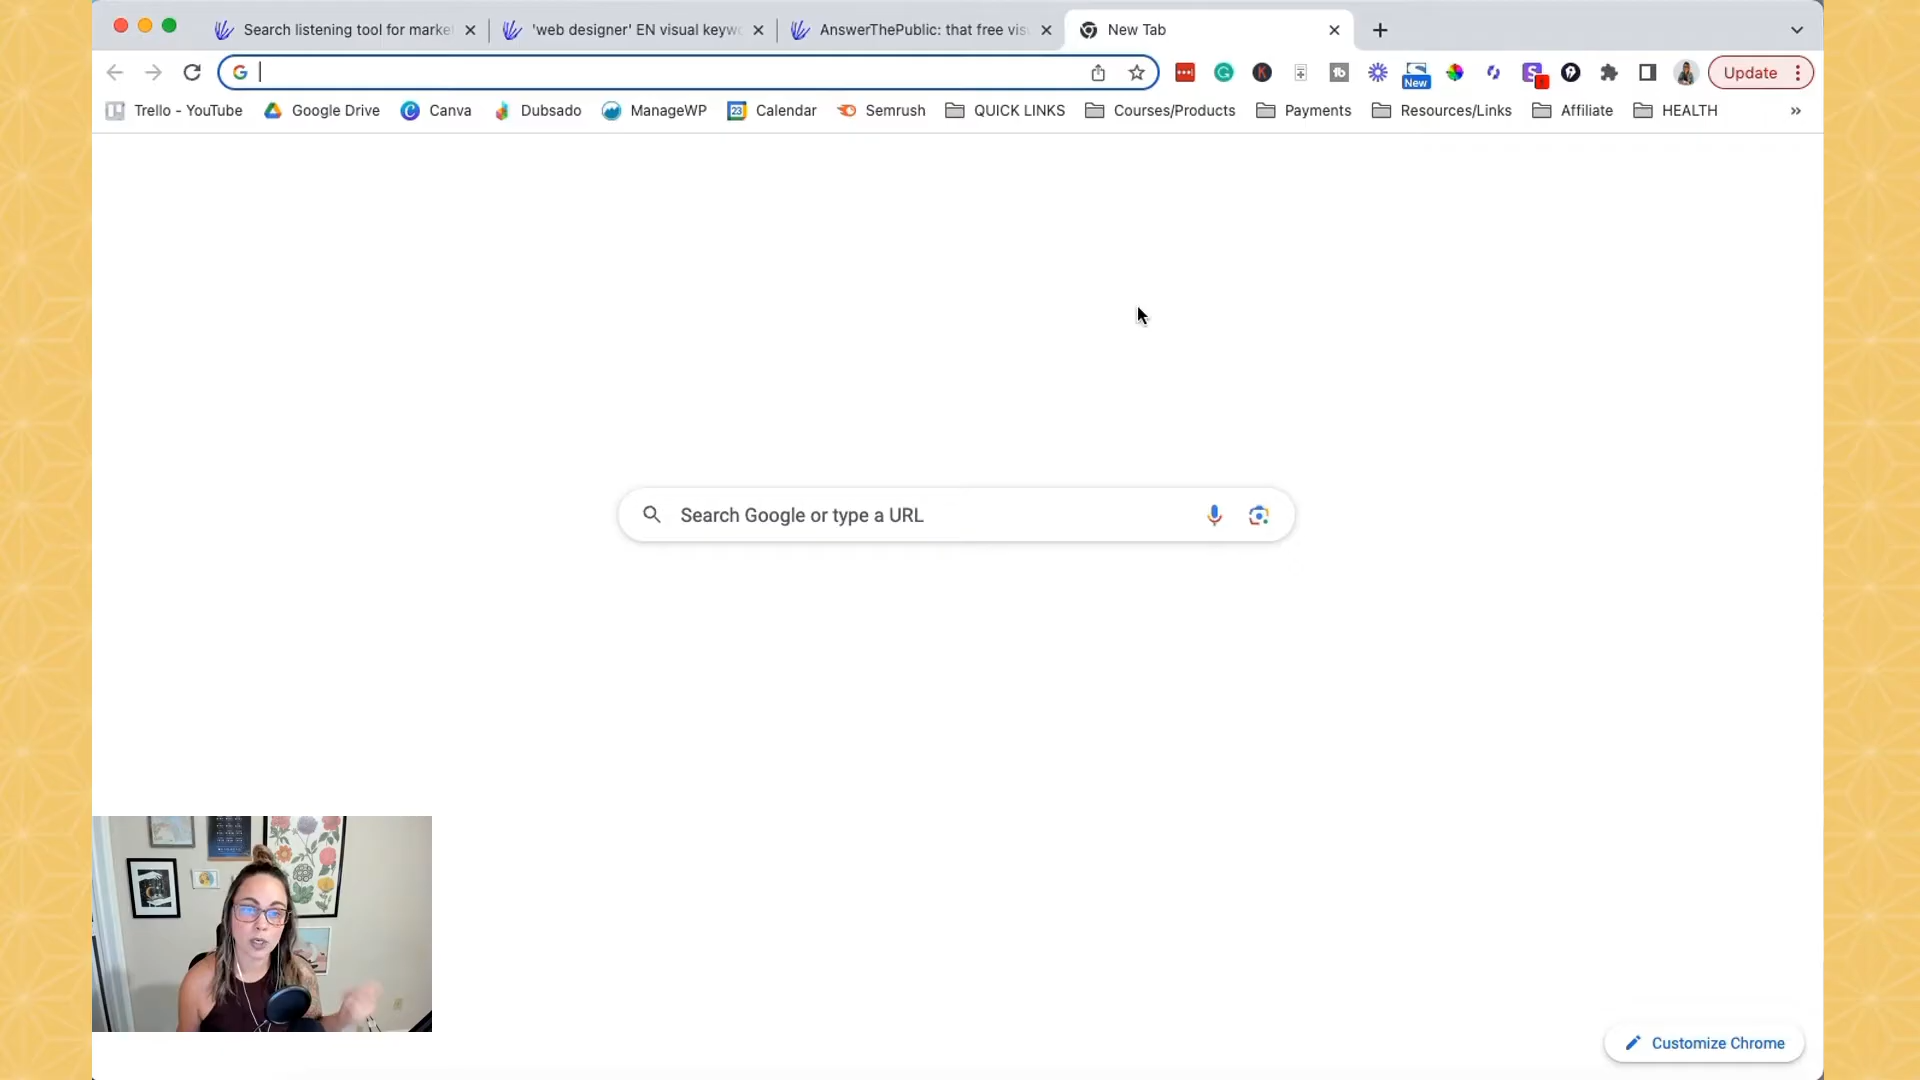 Search listening tool for marke
'web designer' EN visual keyw
AnswerThePublic: that free vis
New Tab
New
Update
Trello - YouTube
Google Drive
Canva
Dubsado
ManageWP
23
Calendar
Semrush
QUICK LINKS
Courses/Products
Payments
Resources/Links
Affiliate
HEALTH
Search Google or type a URL
Customize Chrome